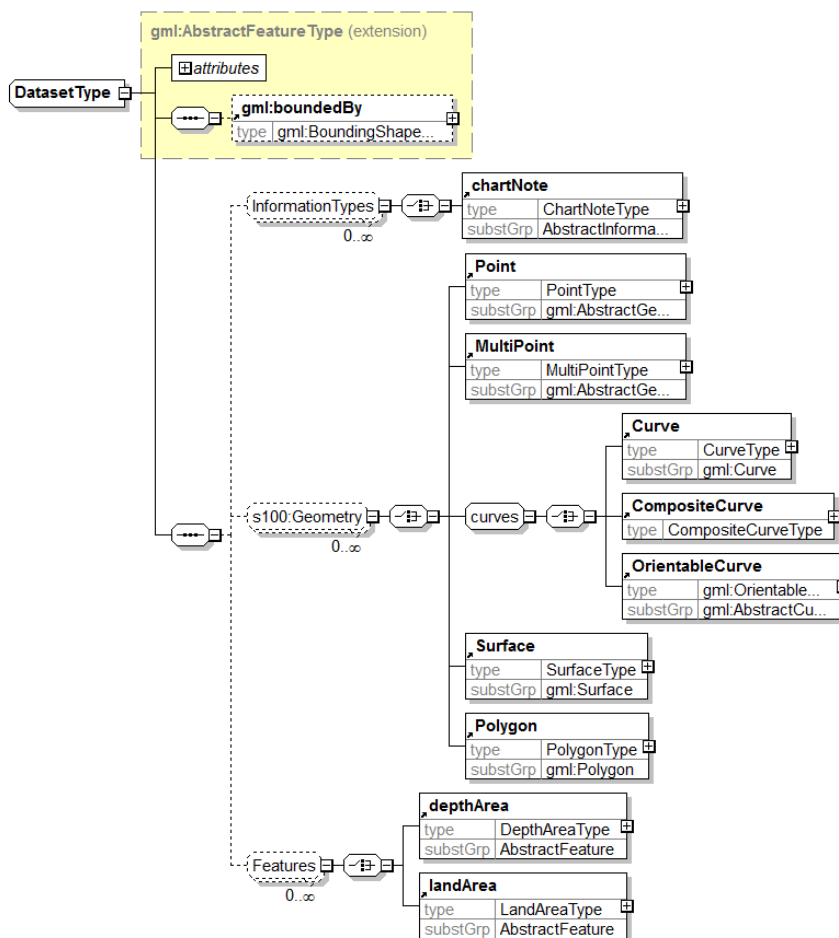 gml:AbstractFeatureType (extension)
attributes
DatasetType
gml:boundedBy
type gml:BoundingShape...
InformationTypes
0..∞
chartNote
type ChartNoteType
substGrp AbstractInforma...
Point
type PointType
substGrp gml:AbstractGe...
MultiPoint
type MultiPointType
substGrp gml:AbstractGe...
s100:Geometry
0..∞
curves
Curve
type CurveType
substGrp gml:Curve
CompositeCurve
type CompositeCurveType
OrientableCurve
type gml:Orientable...
substGrp gml:AbstractCu...
Surface
type SurfaceType
substGrp gml:Surface
Polygon
type PolygonType
substGrp gml:Polygon
Features
0..∞
depthArea
type DepthAreaType
substGrp AbstractFeature
landArea
type LandAreaType
substGrp AbstractFeature